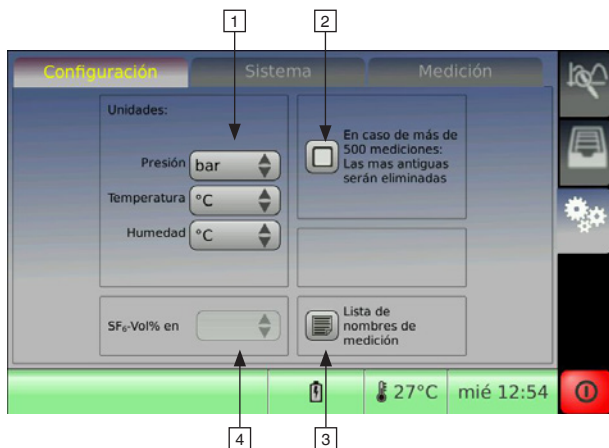 1
2
Configuración
Sistema
Medición
Unidades:
Presión
bar
Temperatura
°C
Humedad
°C
En caso de más de
500 mediciones:
Las mas antiguas
serán eliminadas
SF₆-Vol% en
Lista de
nombres de
medición
27°C
mié 12:54
4
3